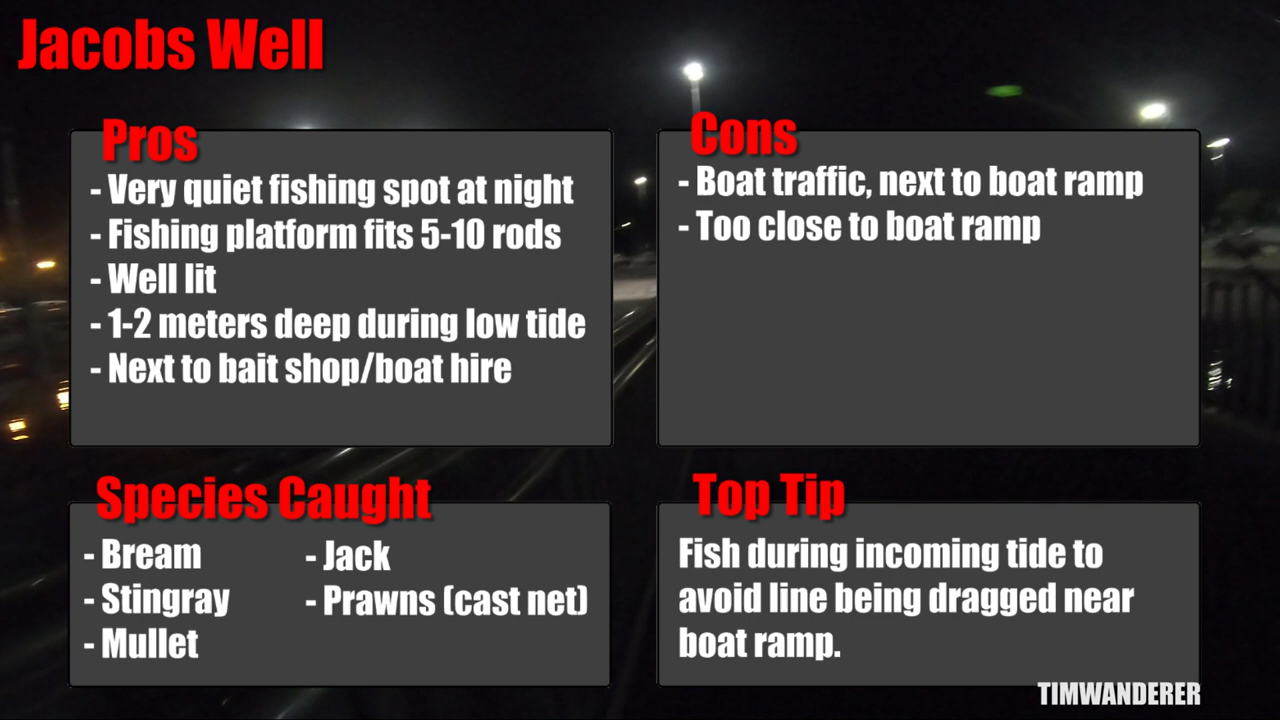 Jacobs Well
Pros
- Very quiet fishing spot at night
- Fishing platform fits 5-10 rods
- Well lit
- 1-2 meters deep during low tide
- Next to bait shop/boat hire
Cons
- Boat traffic, next to boat ramp
- Too close to boat ramp
Species Caught
- Bream
- Stingray
- Mullet
- Jack
- Prawns (cast net)
Top Tip
Fish during incoming tide to
avoid line being dragged near
boat ramp.
TIMWANDERER